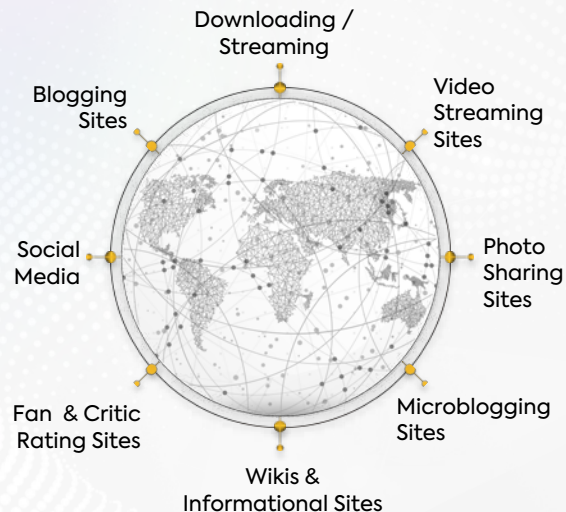 Downloading /
Streaming
Video
Streaming
Sites
Photo
Sharing
Sites
Microblogging
Sites
Wikis &
Informational Sites
Fan & Critic
Rating Sites
Social
Media
Blogging
Sites